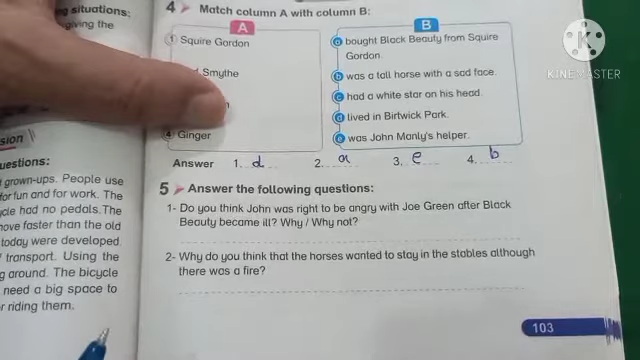 ng situations:
giving the
sion
uestions:
grown-ups. People use
for fun and for work. The
cle had no pedals. The
move faster than the old
today were developed
transport. Using the
g around. The bicycle
need a big space to
r riding them.
4 Match column A with column B:
A
1 Squire Gordon
Smythe
4 Ginger
B
a bought Black Beauty from Squire
Gordon.
b was a tall horse with a sad face.
c had a white star on his head.
d lived in Birtwick Park.
e was John Manly's helper.
Answer 1. d 2. a 3. e 4. b
5 Answer the following questions:
1- Do you think John was right to be angry with Joe Green after Black
Beauty became ill? Why / Why not?
2- Why do you think that the horses wanted to stay in the stables although
there was a fire?
103
KINEMASTER